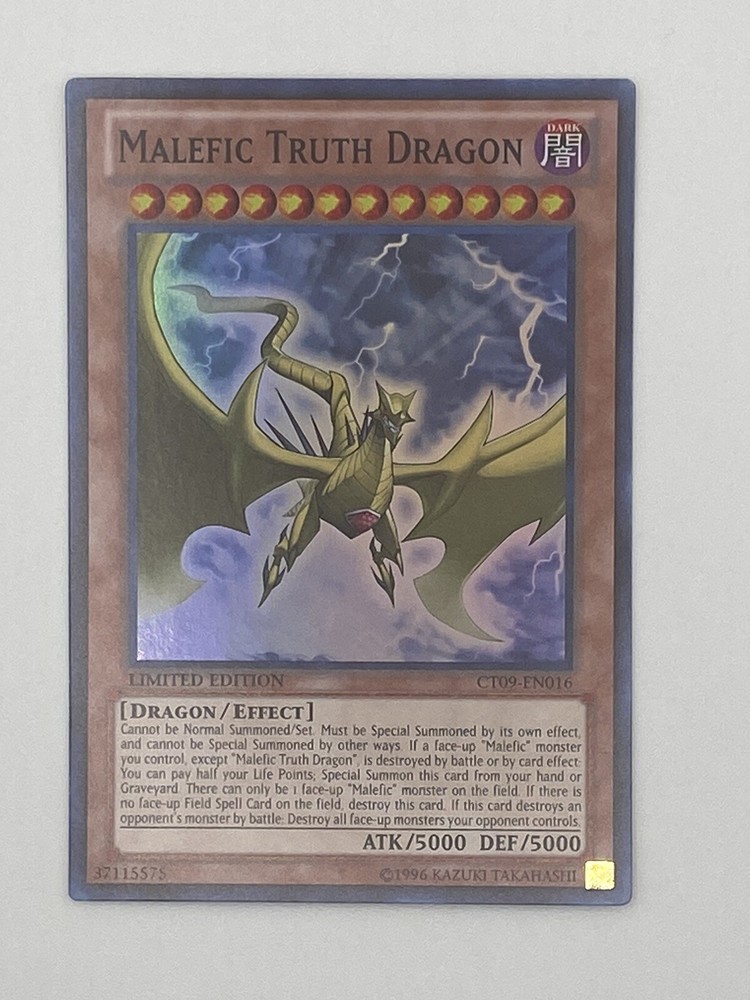 MALEFIC TRUTH DRAGON
DARK
闇
LIMITED EDITION
CT09-EN016
[DRAGON/EFFECT]
Cannot be Normal Summoned/Set. Must be Special Summoned by its own effect,
and cannot be Special Summoned by other ways. If a face-up "Malefic" monster
you control, except "Malefic Truth Dragon", is destroyed by battle or by card effect:
You can pay half your Life Points; Special Summon this card from your hand or
Graveyard. There can only be 1 face-up "Malefic" monster on the field. If there is
no face-up Field Spell Card on the field, destroy this card. If this card destroys an
opponent's monster by battle: Destroy all face-up monsters your opponent controls.
ATK/5000 DEF/5000
37115575
©1996 KAZUKI TAKAHASHI